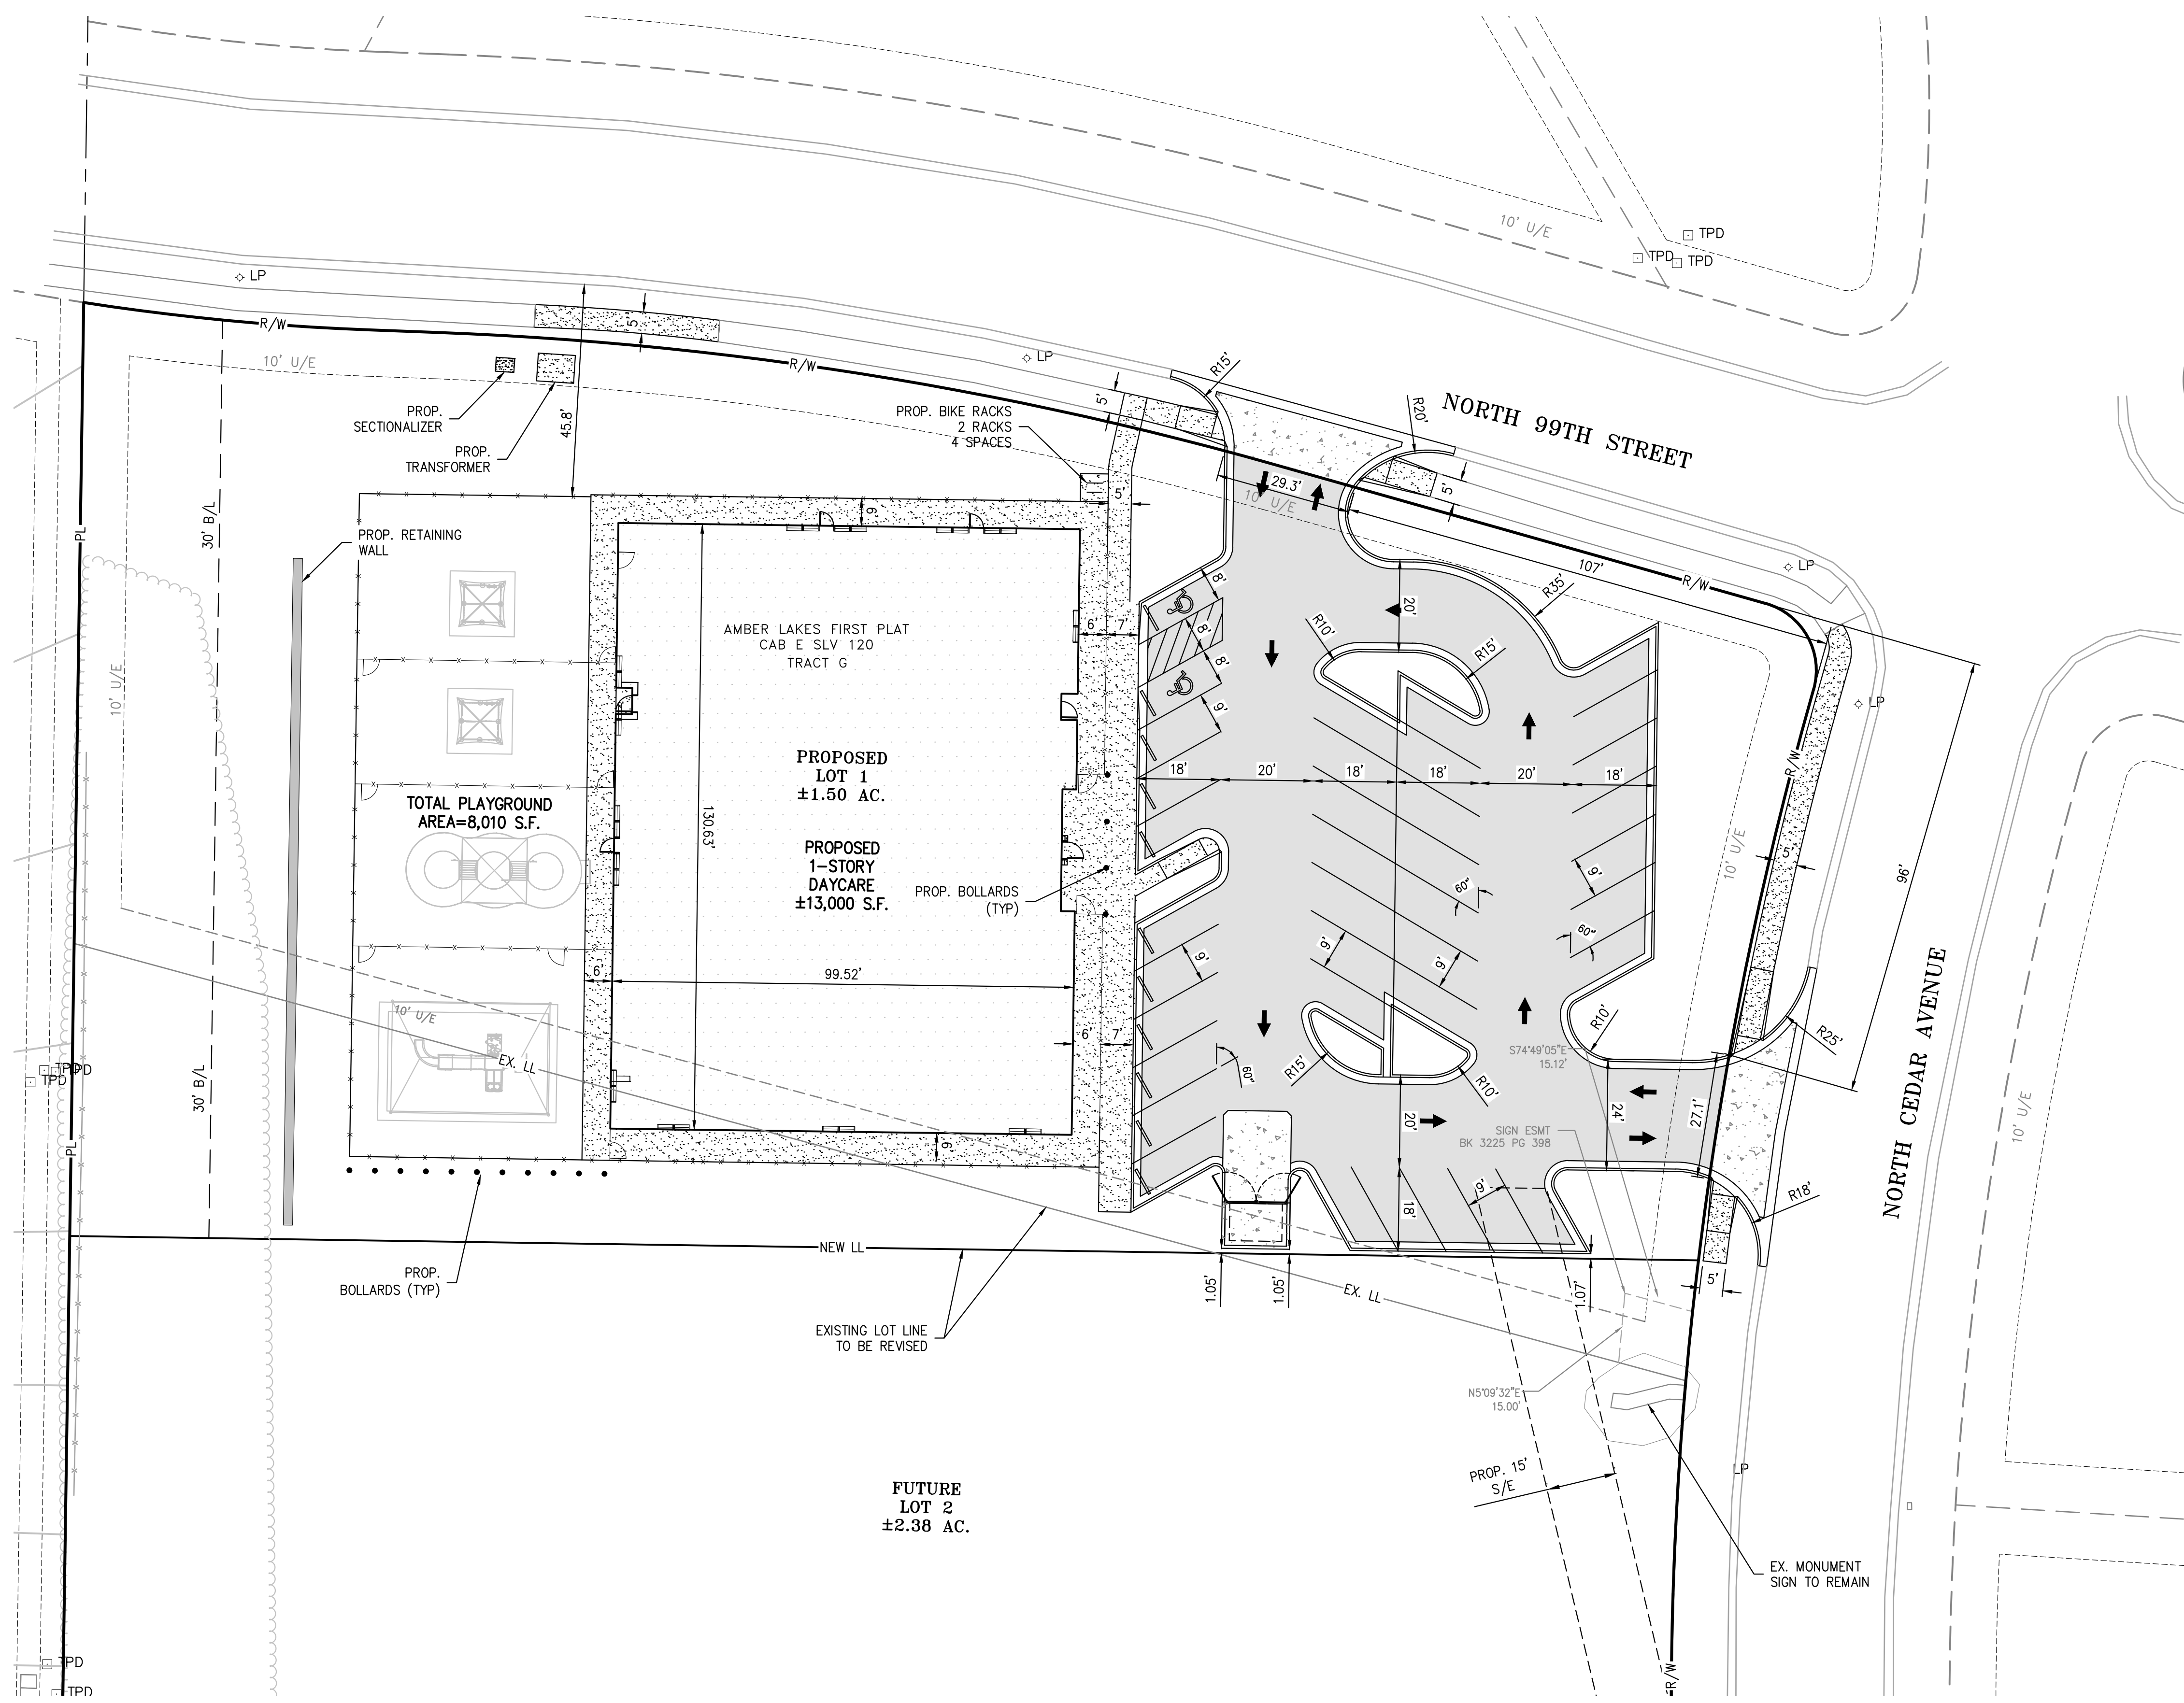 10' U/E
TPD
TPD
TPD
LP
R/W
10' U/E
R/W
LP
5'
R15'
5'
R20'
NORTH 99TH STREET
PROP.
SECTIONALIZER
PROP.
TRANSFORMER
45.8'
PROP. BIKE RACKS
2 RACKS
4 SPACES
5'
6'
29.3'
10' U/E
5'
LP
107'
R/W
R35'
PL
30' B/L
PROP. RETAINING
WALL
8'
8'
8'
9'
20'
R10'
R15'
6'
7'
AMBER LAKES FIRST PLAT
CAB E SLV 120
TRACT G
10' U/E
LP
R/W
PROPOSED
LOT 1
±1.50 AC.
18'
20'
18'
18'
20'
18'
TOTAL PLAYGROUND
AREA=8,010 S.F.
130.63'
PROPOSED
1-STORY
DAYCARE
±13,000 S.F.
PROP. BOLLARDS
(TYP)
10' U/E
5'
96'
9'
60°
60°
9'
9'
9'
6'
99.52'
10' U/E
EX. LL
6'
7'
R10'
R25'
S74°49'05"E
15.12'
NORTH CEDAR AVENUE
10' U/E
TPD
TPD
TPD
30' B/L
60°
R15'
R10'
24'
27.1'
20'
SIGN ESMT
BK 3225 PG 398
PL
6'
9'
18'
R18'
NEW LL
PROP.
BOLLARDS (TYP)
1.05'
1.05'
1.07'
5'
EX. LL
EXISTING LOT LINE
TO BE REVISED
N5°09'32"E
15.00'
PROP. 15'
S/E
LP
FUTURE
LOT 2
±2.38 AC.
EX. MONUMENT
SIGN TO REMAIN
TPD
TPD
R/W